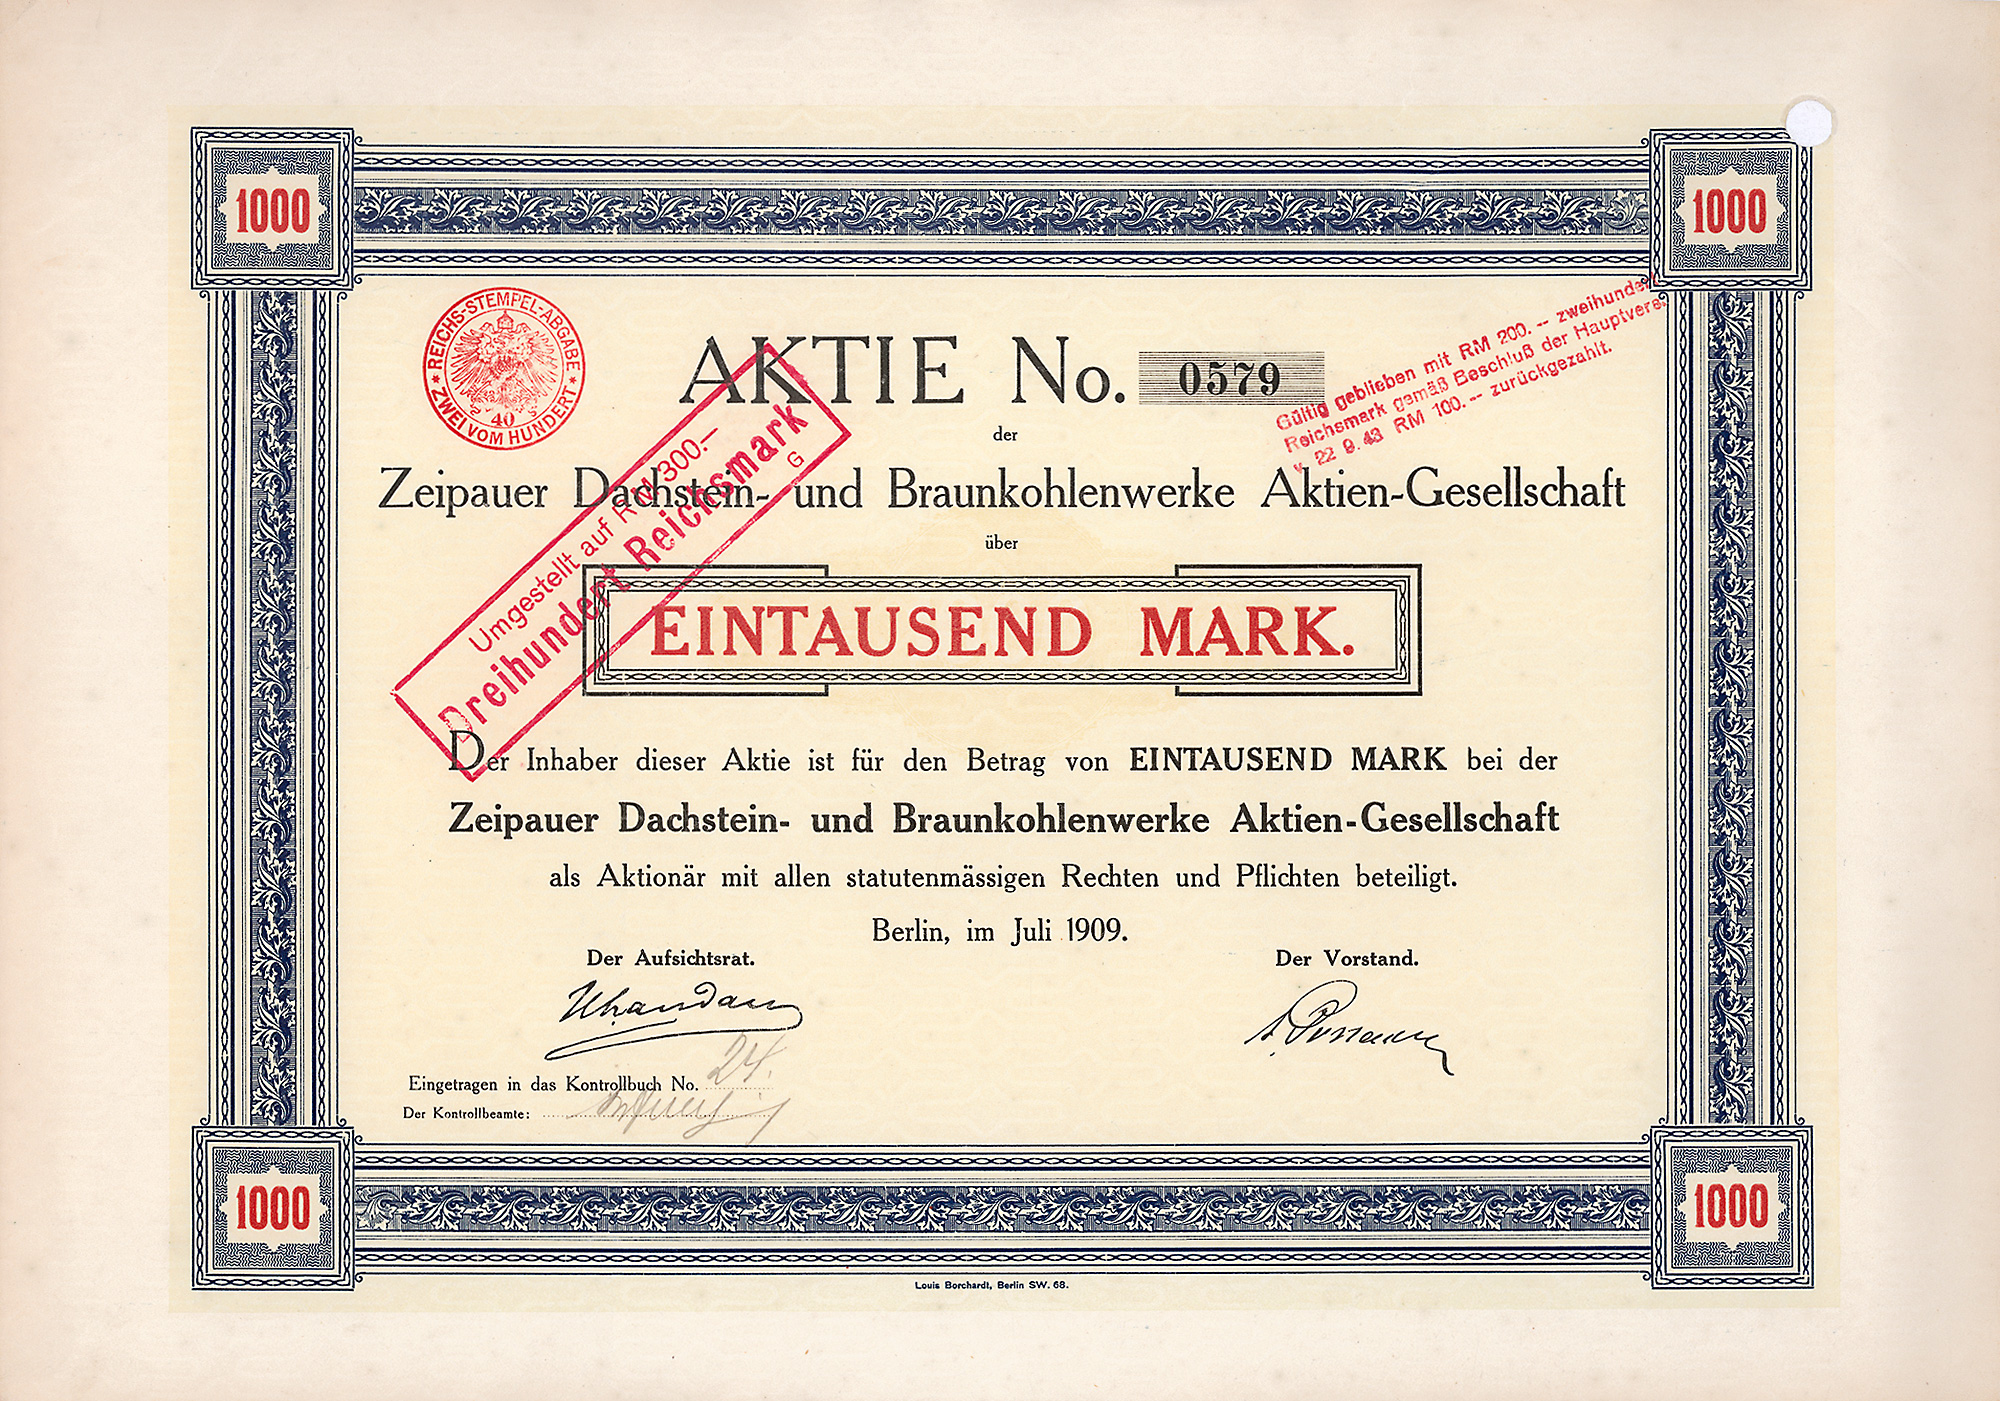 1000
1000
REICHS-STEMPEL-ABGABE
ZWEI VOM HUNDERT
40
AKTIE No. 0579
Gültig geblieben mit RM 200. -- zweihundert
Reichsmark gemäß Beschluß der Hauptvers.
v. 22 9. 43 RM 100. -- zurückgezahlt.
der
Zeipauer Dachstein- und Braunkohlenwerke Aktien-Gesellschaft
über
Umgestellt auf RM 300.—
Dreihundert Reichsmark
G
EINTAUSEND MARK.
Der Inhaber dieser Aktie ist für den Betrag von EINTAUSEND MARK bei der
Zeipauer Dachstein- und Braunkohlenwerke Aktien-Gesellschaft
als Aktionär mit allen statutenmässigen Rechten und Pflichten beteiligt.
Berlin, im Juli 1909.
Der Aufsichtsrat.
Der Vorstand.
Eingetragen in das Kontrollbuch No. 24.
Der Kontrollbeamte:
1000
1000
Louis Borchardt, Berlin SW. 68.